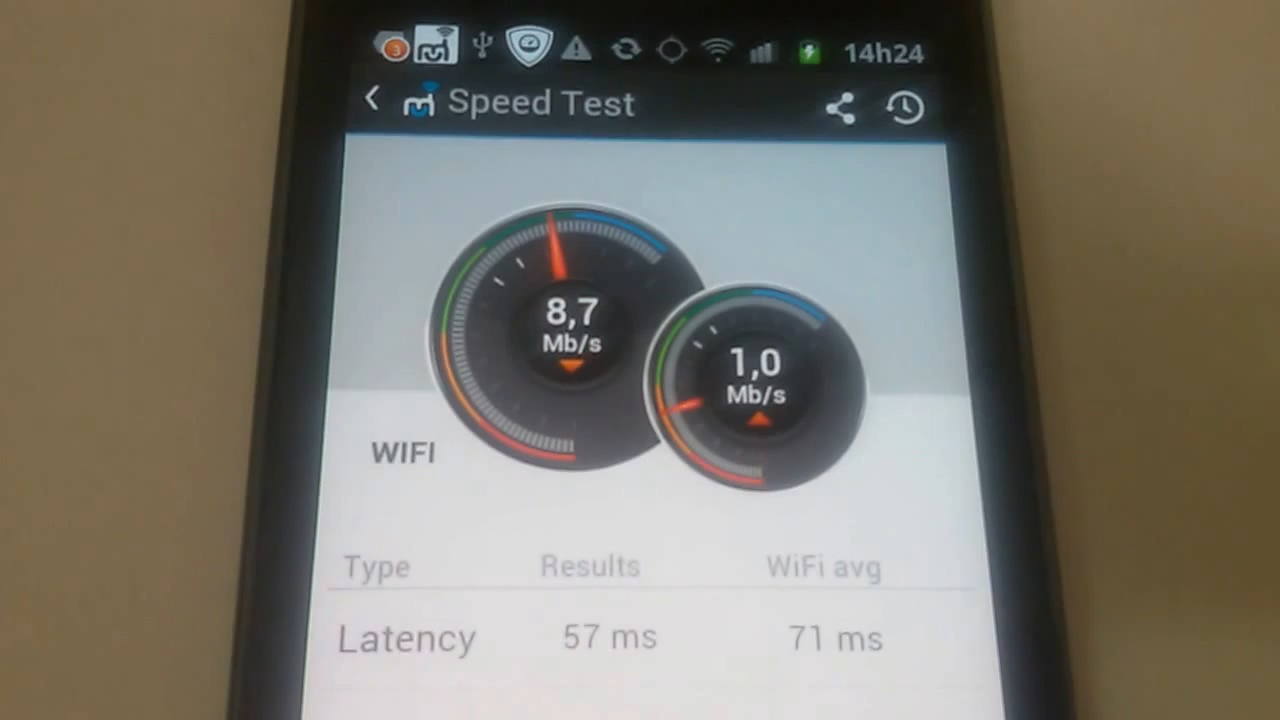 3
14h24
Speed Test
8,7
Mb/s
1,0
Mb/s
WIFI
Type Results WiFi avg
Latency 57 ms 71 ms